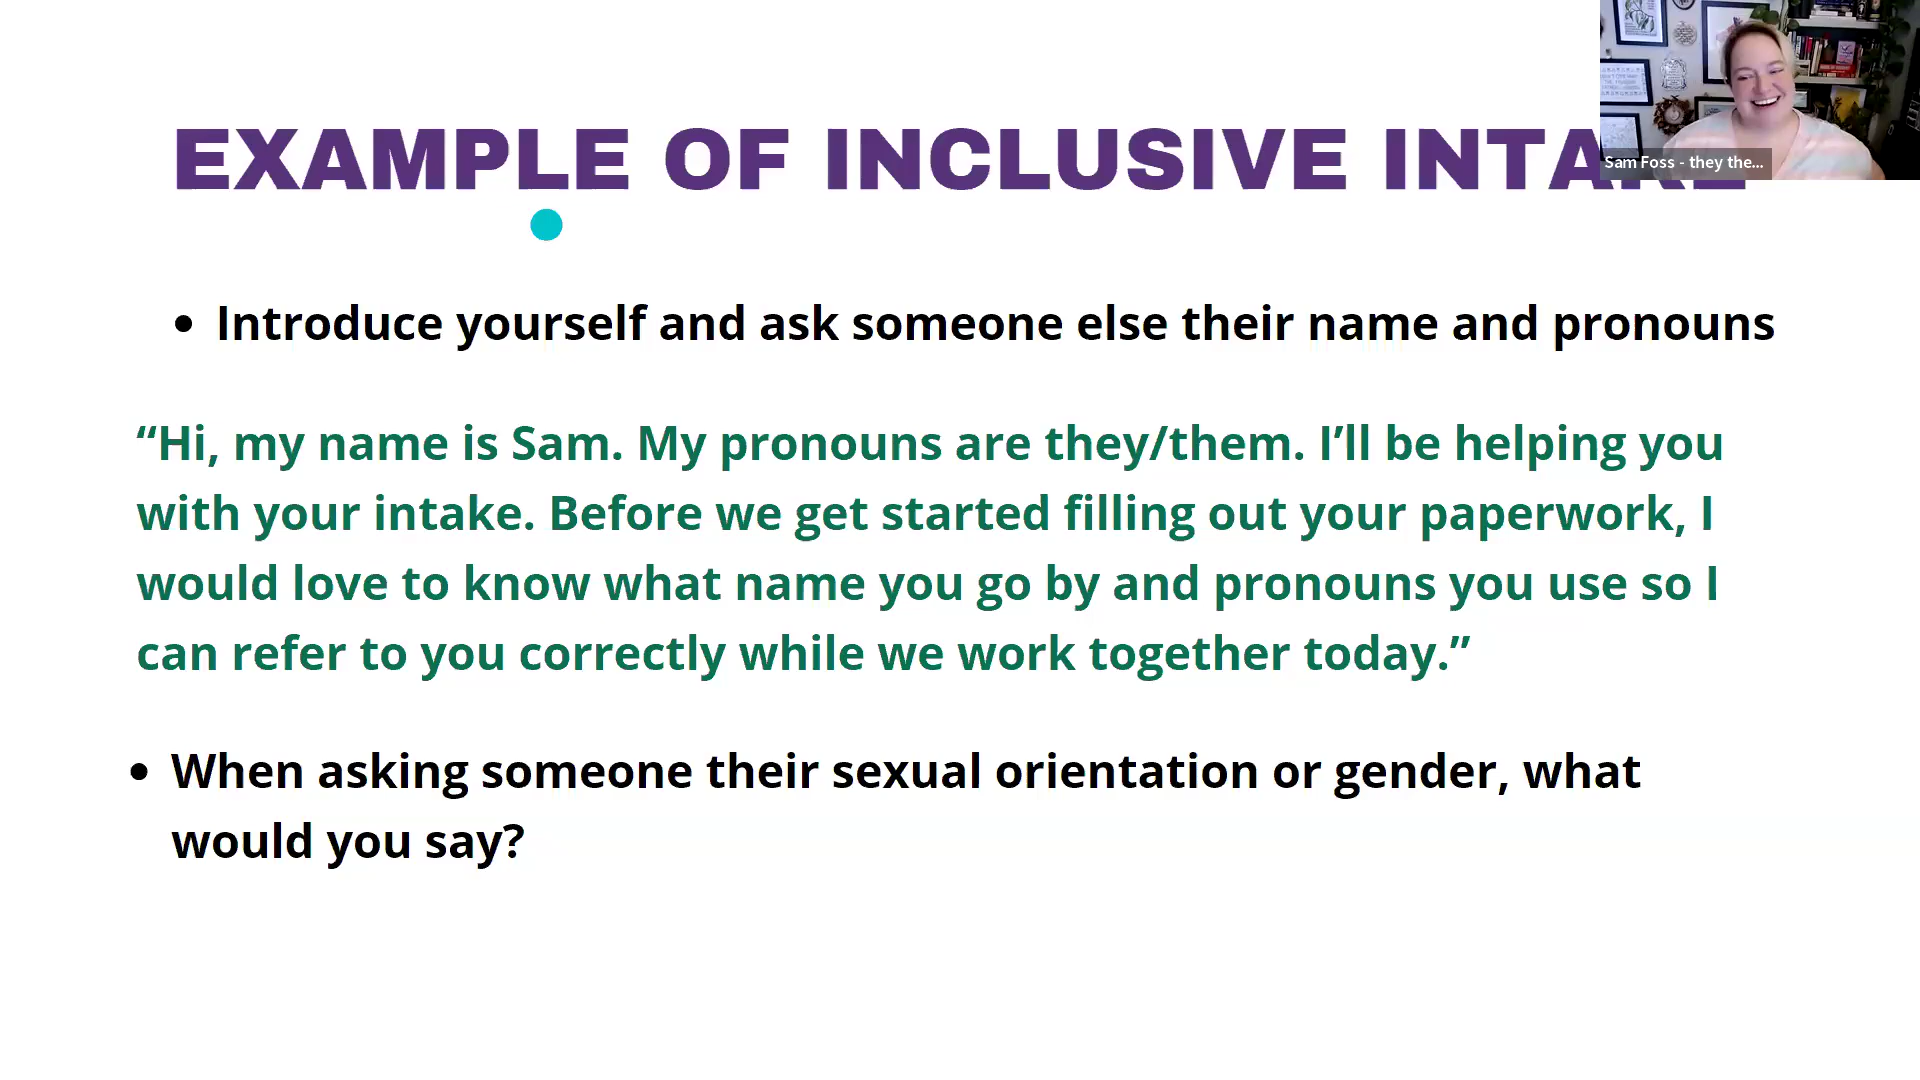 EXAMPLE OF INCLUSIVE INTAKE
Sam Foss - they the...
• Introduce yourself and ask someone else their name and pronouns
“Hi, my name is Sam. My pronouns are they/them. I’ll be helping you
with your intake. Before we get started filling out your paperwork, I
would love to know what name you go by and pronouns you use so I
can refer to you correctly while we work together today.”
• When asking someone their sexual orientation or gender, what
would you say?